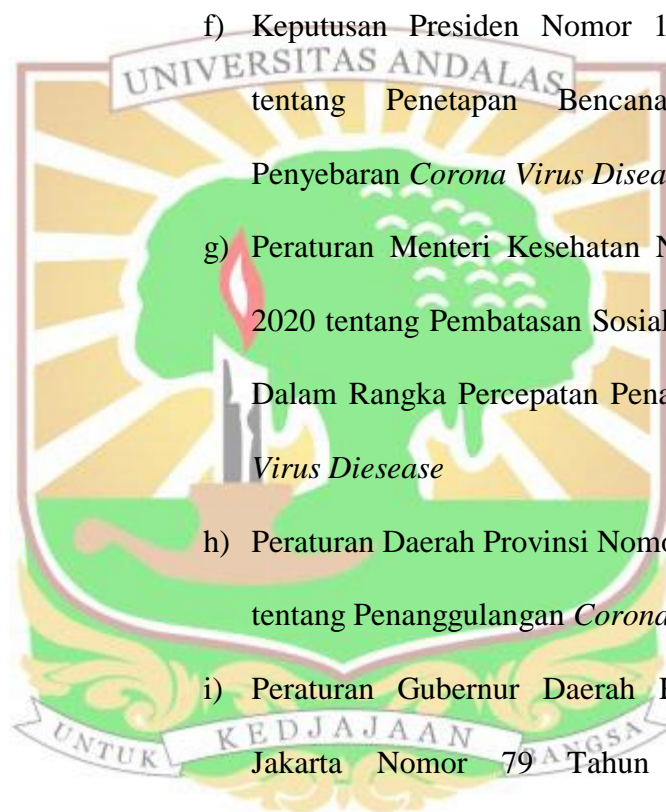 f) Keputusan Presiden Nomor 1
UNIVERSITAS ANDALAS
tentang Penetapan Bencana
Penyebaran Corona Virus Disea
g) Peraturan Menteri Kesehatan N
2020 tentang Pembatasan Sosial
Dalam Rangka Percepatan Pena
Virus Diesease
h) Peraturan Daerah Provinsi Nomo
tentang Penanggulangan Corona
i) Peraturan Gubernur Daerah
UNTUK KEDJAJAAN BANGSA
Jakarta Nomor 79 Tahun